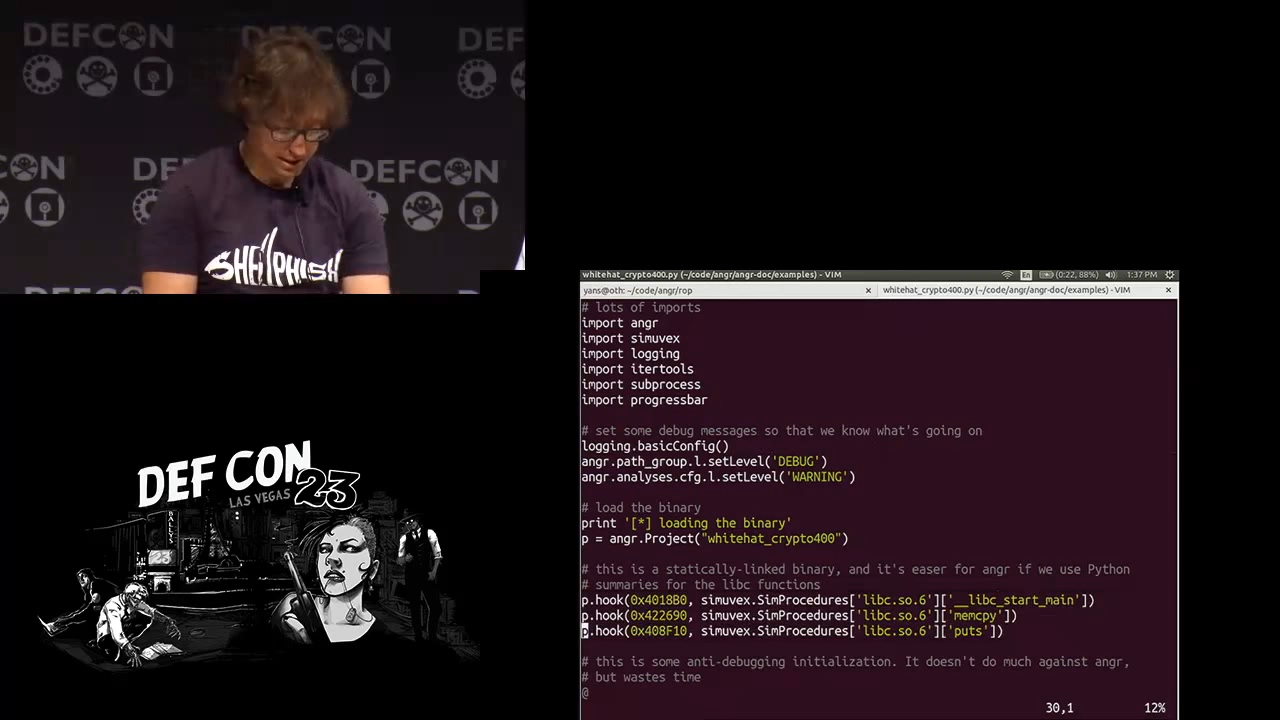 DEFCON
DEFCON
DEF
DEFCON
DEFCON
SHELLPHISH
DEF CON
LAS VEGAS 23
BALLYS
whitehat_crypto400.py (~/code/angr/angr-doc/examples) - VIM
En (0:22, 88%) 1:37 PM
yans@oth: ~/code/angr/rop × whitehat_crypto400.py (~/code/angr/angr-doc/examples) - VIM ×
# lots of imports
import angr
import simuvex
import logging
import itertools
import subprocess
import progressbar
# set some debug messages so that we know what's going on
logging.basicConfig()
angr.path_group.l.setLevel('DEBUG')
angr.analyses.cfg.l.setLevel('WARNING')
# load the binary
print '[*] loading the binary'
p = angr.Project("whitehat_crypto400")
# this is a statically-linked binary, and it's easer for angr if we use Python
# summaries for the libc functions
p.hook(0x4018B0, simuvex.SimProcedures['libc.so.6']['__libc_start_main'])
p.hook(0x422690, simuvex.SimProcedures['libc.so.6']['memcpy'])
p.hook(0x408F10, simuvex.SimProcedures['libc.so.6']['puts'])
# this is some anti-debugging initialization. It doesn't do much against angr,
# but wastes time
@
30,1 12%